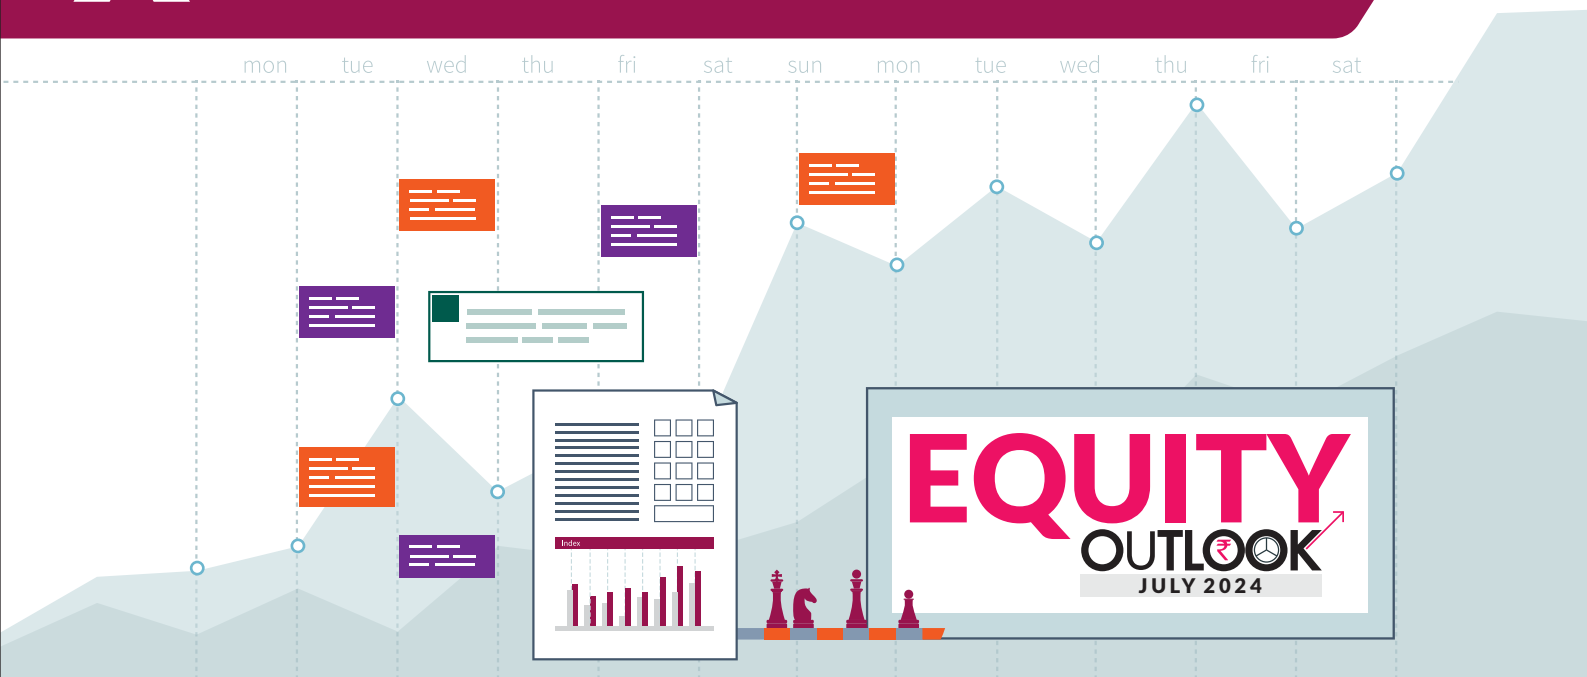 mon tue wed thu fri sat sun mon tue wed thu fri sat
Index
EQUITY
OUTLOOK
JULY 2024